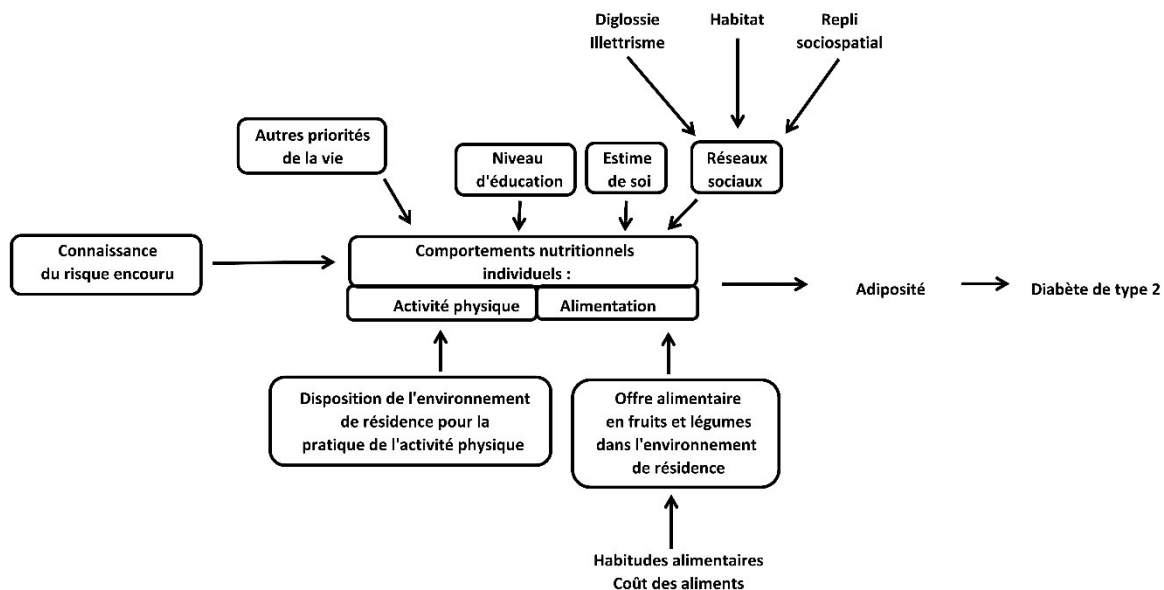 Diglossie
Illettrisme
Habitat
Repli
sociospatial
Autres priorités
de la vie
Niveau
d'éducation
Estime
de soi
Réseaux
sociaux
Connaissance
du risque encouru
Comportements nutritionnels
individuels :
Activité physique
Alimentation
Adiposité
Diabète de type 2
Disposition de l'environnement
de résidence pour la
pratique de l'activité physique
Offre alimentaire
en fruits et légumes
dans l'environnement
de résidence
Habitudes alimentaires
Coût des aliments